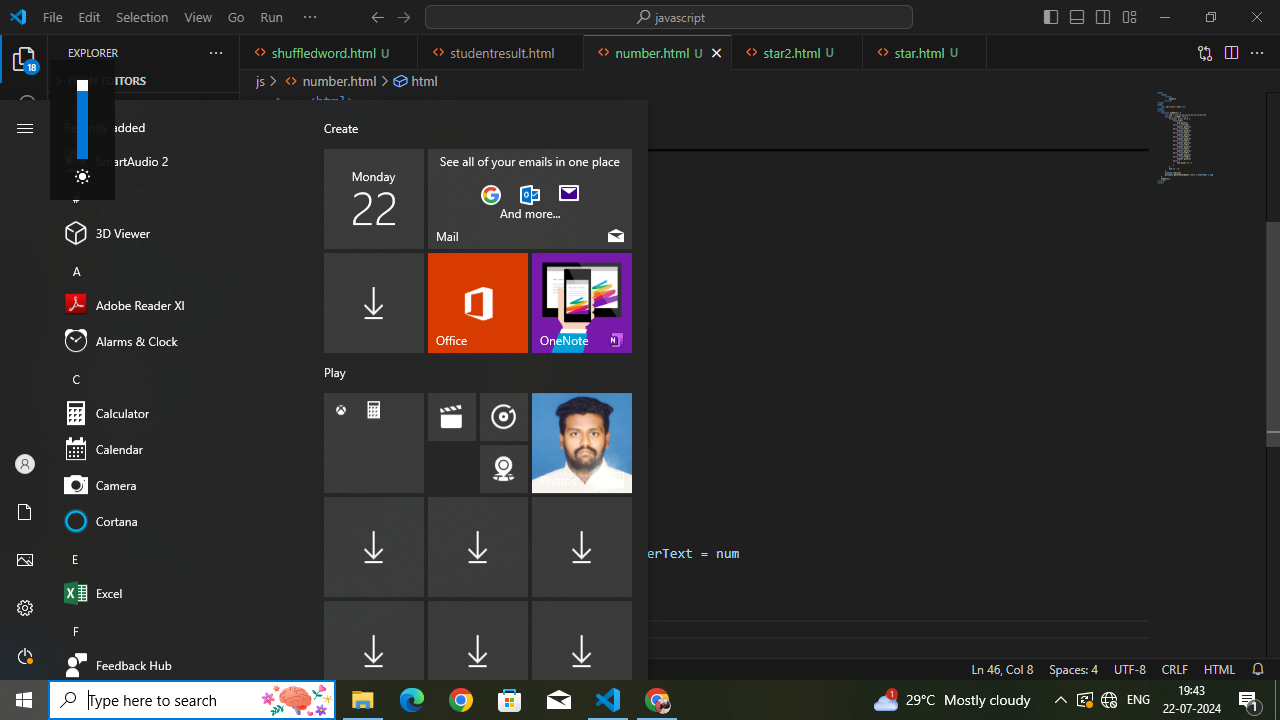 File Edit Selection View Go Run ···
javascript
EXPLORER ···
shuffledword.html U
studentresult.html
number.html U
star2.html U
star.html U
18
js > number.html > html
Recently added
SmartAudio 2
#
3D Viewer
A
Adobe Reader XI
Alarms & Clock
C
Calculator
Calendar
Camera
Cortana
E
Excel
F
Feedback Hub
Create
Monday
22
See all of your emails in one place
And more...
Mail
Office
OneNote
Play
Photos
erText = num
Ln 46, Col 8 Spaces: 4 UTF-8 CRLF HTML
Type here to search
1
29°C Mostly cloudy
ENG
19:43
22-07-2024
1